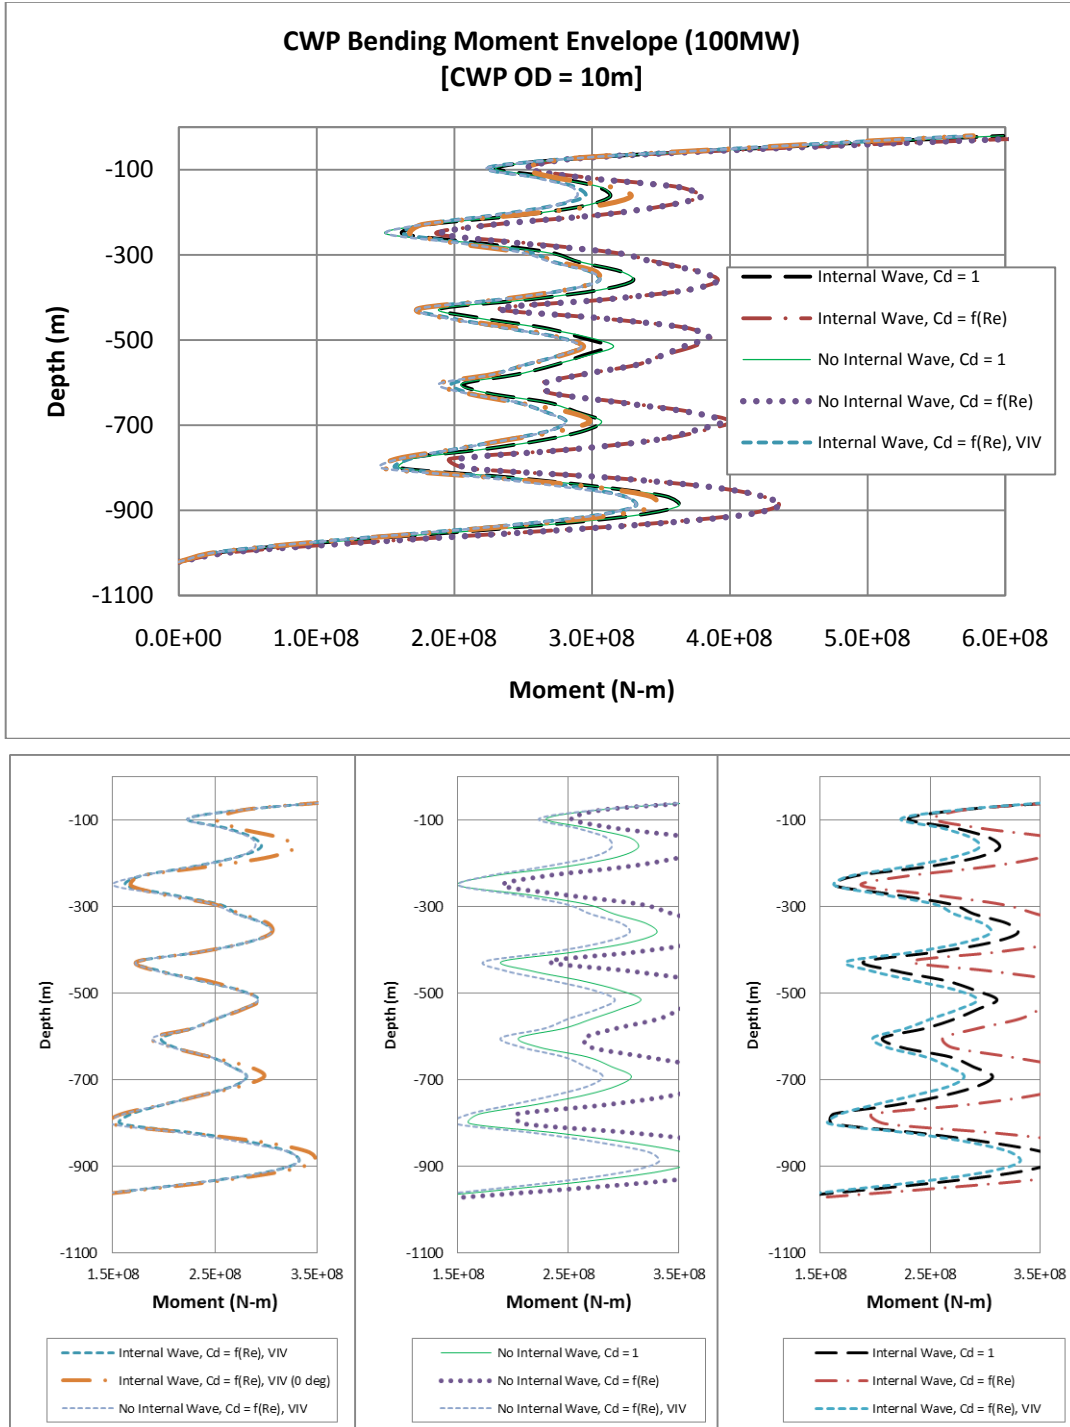 CWP Bending Moment Envelope (100MW)
[CWP OD = 10m]
-100
-300
-500
-700
-900
-1100
Depth (m)
0.0E+00 1.0E+08 2.0E+08 3.0E+08 4.0E+08 5.0E+08 6.0E+08
Moment (N-m)
Internal Wave, Cd = 1
Internal Wave, Cd = f(Re)
No Internal Wave, Cd = 1
No Internal Wave, Cd = f(Re)
Internal Wave, Cd = f(Re), VIV
-100
-300
-500
-700
-900
-1100
Depth (m)
1.5E+08 2.5E+08 3.5E+08
Moment (N-m)
Internal Wave, Cd = f(Re), VIV
Internal Wave, Cd = f(Re), VIV (0 deg)
No Internal Wave, Cd = f(Re), VIV
-100
-300
-500
-700
-900
-1100
Depth (m)
1.5E+08 2.5E+08 3.5E+08
Moment (N-m)
No Internal Wave, Cd = 1
No Internal Wave, Cd = f(Re)
No Internal Wave, Cd = f(Re), VIV
-100
-300
-500
-700
-900
-1100
Depth (m)
1.5E+08 2.5E+08 3.5E+08
Moment (N-m)
Internal Wave, Cd = 1
Internal Wave, Cd = f(Re)
Internal Wave, Cd = f(Re), VIV